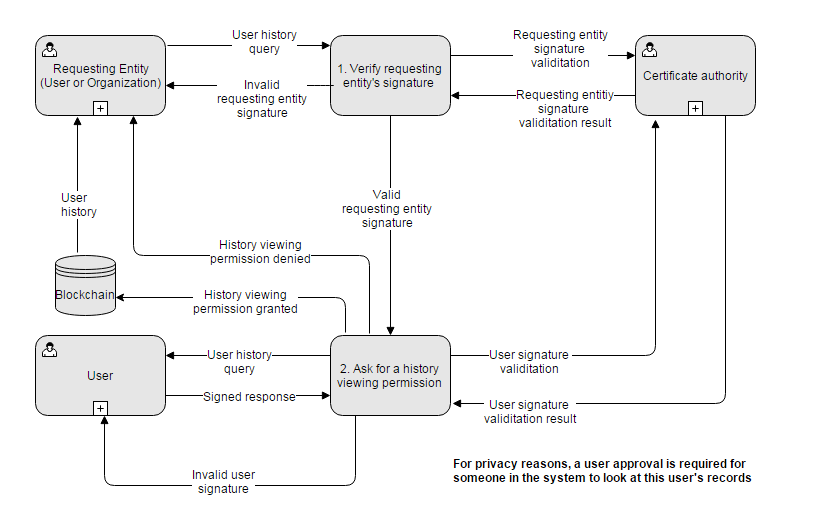 User history
query
Requesting Entity
(User or Organization)
Invalid
requesting entity
signature
1. Verify requesting
entity's signature
Requesting entity
signature
validitation
Requesting entitiy
signature
validitation result
Certificate authority
User
history
Valid
requesting entity
signature
History viewing
permission denied
Blockchain
History viewing
permission granted
User
User history
query
Signed response
2. Ask for a history
viewing permission
User signature
validitation
User signature
validitation result
Invalid user
signature
For privacy reasons, a user approval is required for
someone in the system to look at this user's records